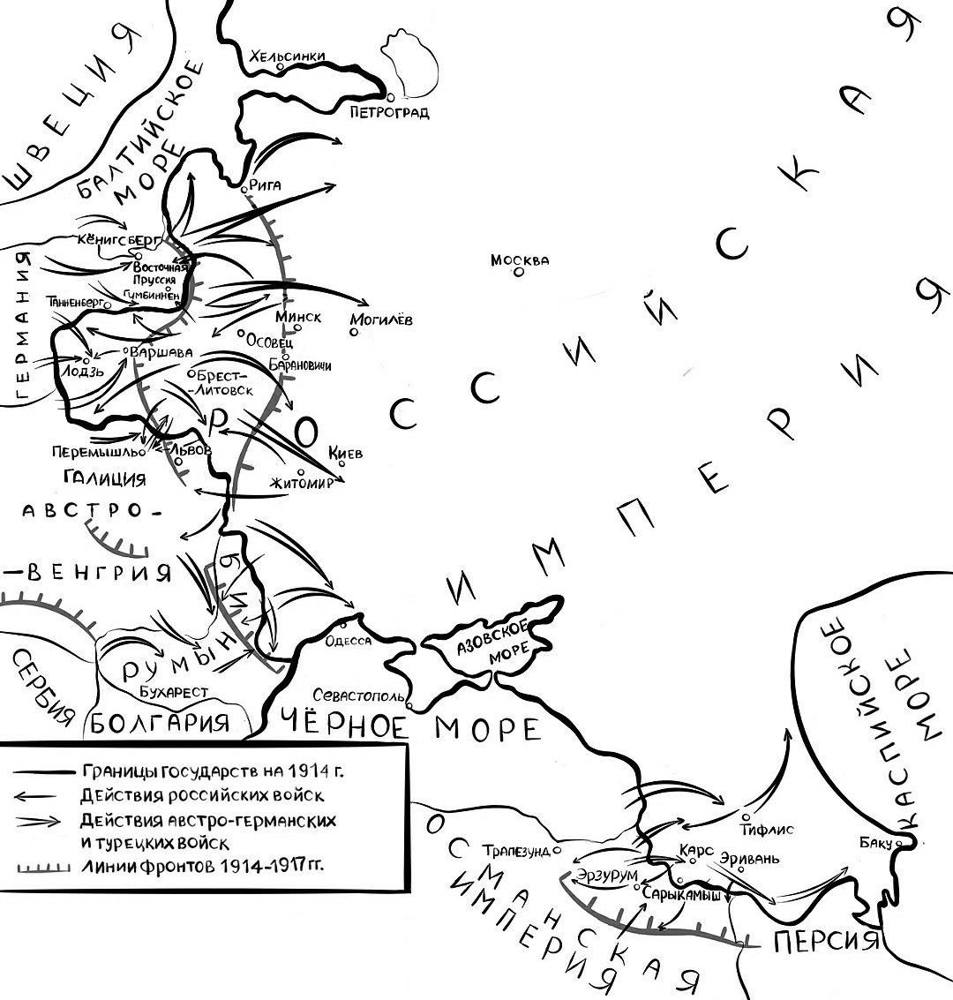 ШВЕЦИЯ
БАЛТИЙСКОЕ
МОРЕ
ХЕЛЬСИНКИ
ПЕТРОГРАД
РИГА
КЁНИГСБЕРГ
ВОСТОЧНАЯ
ПРУССИЯ
ГУМБИННЕН
ТАННЕНБЕРГ
ГЕРМАНИЯ
МОСКВА
МИНСК
МОГИЛЁВ
ОСОВЕЦ
БАРАНОВИЧИ
ВАРШАВА
ЛОДЗЬ
БРЕСТ-
-ЛИТОВСК
РОССИЙСКАЯ
ИМПЕРИЯ
ПЕРЕМЫШЛЬ
ЛЬВОВ
КИЕВ
ЖИТОМИР
ГАЛИЦИЯ
АВСТРО-
-ВЕНГРИЯ
СЕРБИЯ
РУМЫНИЯ
БУХАРЕСТ
БОЛГАРИЯ
ОДЕССА
СЕВАСТОПОЛЬ
АЗОВСКОЕ
МОРЕ
ЧЁРНОЕ МОРЕ
КАСПИЙСКОЕ
МОРЕ
ГРАНИЦЫ ГОСУДАРСТВ НА 1914 г.
ДЕЙСТВИЯ РОССИЙСКИХ ВОЙСК
ДЕЙСТВИЯ АВСТРО-ГЕРМАНСКИХ
И ТУРЕЦКИХ ВОЙСК
ЛИНИИ ФРОНТОВ 1914-1917 гг.
ОСМАНСКАЯ
ИМПЕРИЯ
ТРАПЕЗУНД
ЭРЗУРУМ
КАРС
САРЫКАМЫШ
ЭРИВАНЬ
ТИФЛИС
БАКУ
ПЕРСИЯ